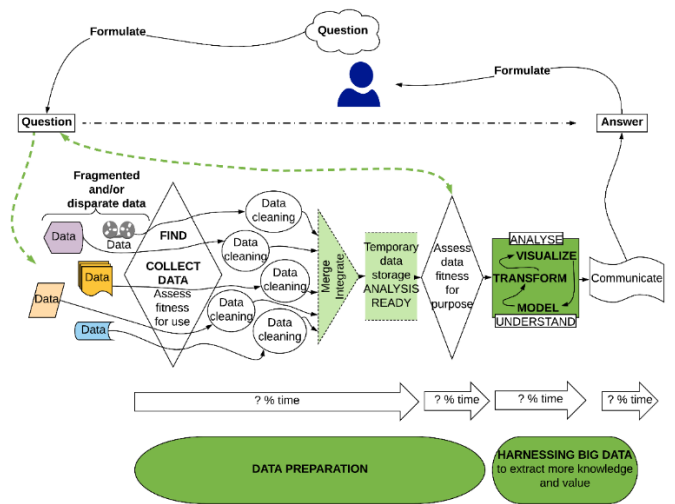 Question
Formulate
Formulate
Question
Answer
Fragmented
and/or
disparate data
Data
Data
Data
Data
Data
FIND
COLLECT
DATA
Assess
fitness
for use
Data
cleaning
Data
cleaning
Data
cleaning
Data
cleaning
Data
cleaning
Merge
Integrate
Temporary
data
storage
ANALYSIS
READY
Assess
data
fitness
for
purpose
ANALYSE
VISUALIZE
TRANSFORM
MODEL
UNDERSTAND
Communicate
? % time
? % time
? % time
? % time
DATA PREPARATION
HARNESSING BIG DATA
to extract more knowledge
and value